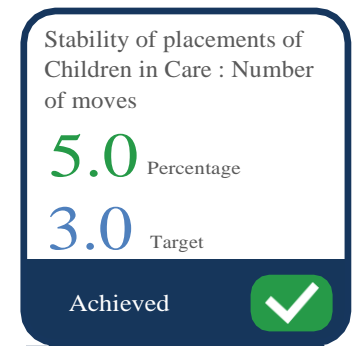 Stability of placements of
Children in Care : Number
of moves
5.0 Percentage
3.0 Target
Achieved